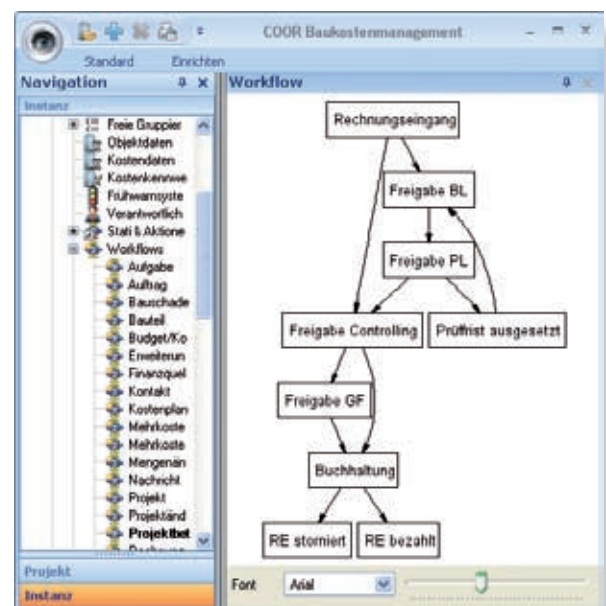 COOR Baukostenmanagement
Standard Einrichten
Navigation
Instanz
Freie Gruppier
Objektdaten
Kostendaten
Kostenkennwe
Frühwarnsyste
Verantwortlich
Stati & Aktione
Workflows
Aufgabe
Auftrag
Bauschade
Bauteil
Budget/Ko
Erweiterun
Finanzquel
Kontakt
Kostenplan
Mehrkoste
Mehrkoste
Mengenän
Nachricht
Projekt
Projektänd
Projektbet
Projekt
Instanz
Workflow
Rechnungseingang
Freigabe BL
Freigabe PL
Freigabe Controlling
Prüffrist ausgesetzt
Freigabe GF
Buchhaltung
RE storniert
RE bezahlt
Font Arial